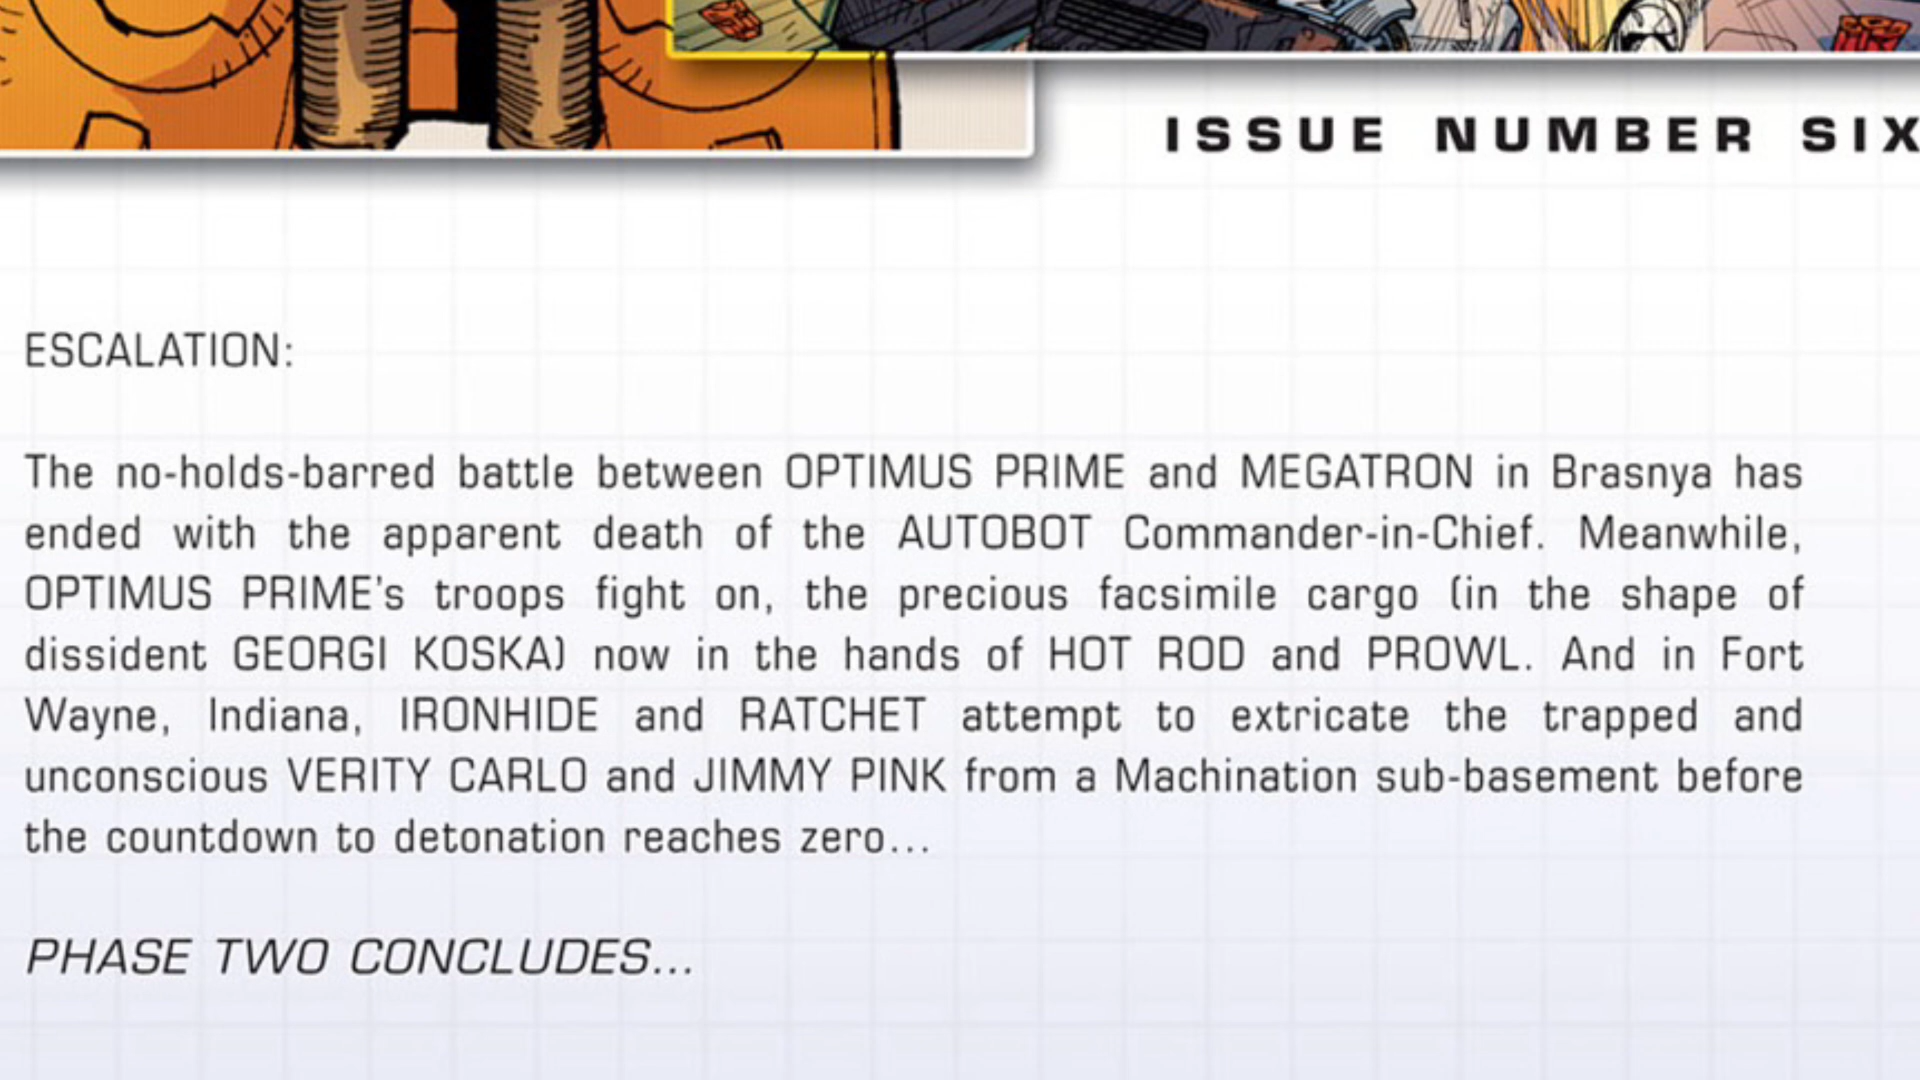 ISSUE NUMBER SIX
ESCALATION:
The no-holds-barred battle between OPTIMUS PRIME and MEGATRON in Brasnya has
ended with the apparent death of the AUTOBOT Commander-in-Chief. Meanwhile,
OPTIMUS PRIME's troops fight on, the precious facsimile cargo (in the shape of
dissident GEORGI KOSKA) now in the hands of HOT ROD and PROWL. And in Fort
Wayne, Indiana, IRONHIDE and RATCHET attempt to extricate the trapped and
unconscious VERITY CARLO and JIMMY PINK from a Machination sub-basement before
the countdown to detonation reaches zero...
PHASE TWO CONCLUDES...